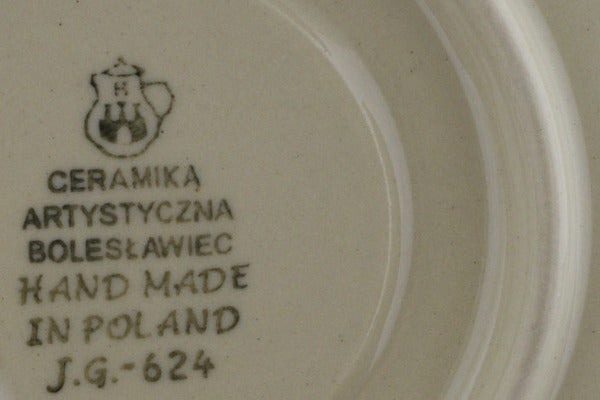 H
CERAMIKA
ARTYSTYCZNA
BOLESŁAWIEC
HAND MADE
IN POLAND
J.G.-624